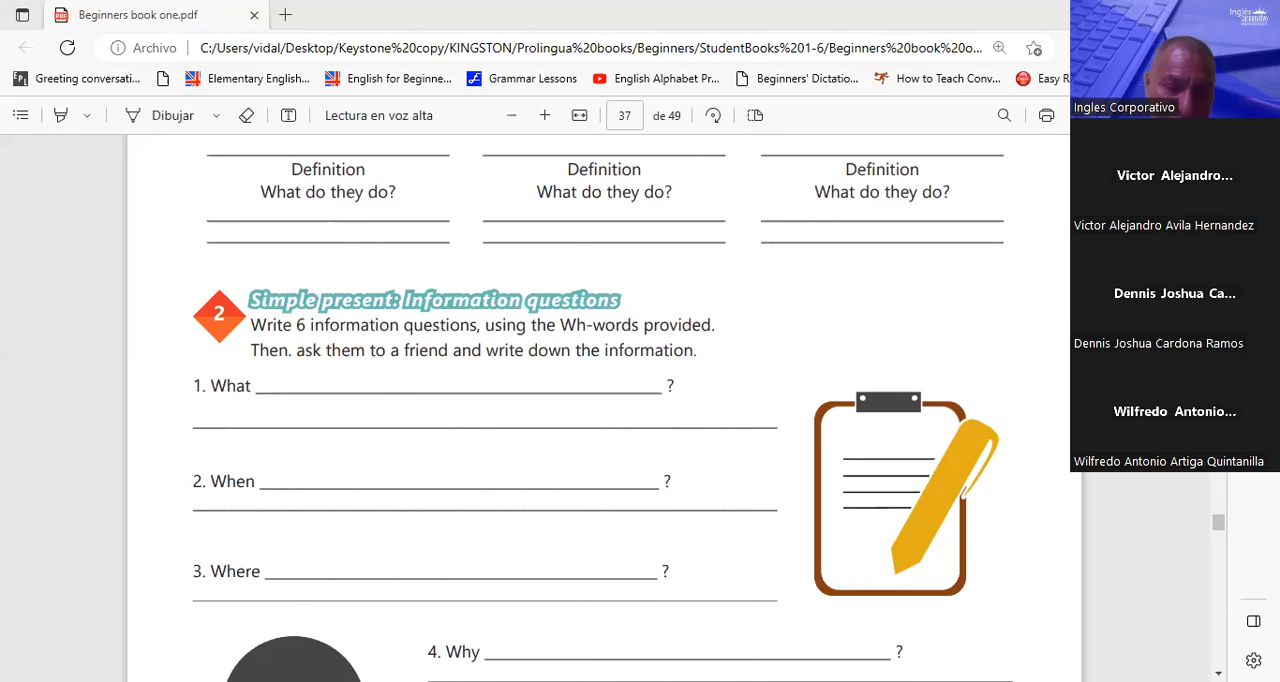 Beginners book one.pdf
Archivo
C:/Users/vidal/Desktop/Keystone%20copy/KINGSTON/Prolingua%20books/Beginners/StudentBooks%201-6/Beginners%20book%20o...
Greeting conversati...
Elementary English...
English for Beginne...
Grammar Lessons
English Alphabet Pr...
Beginners' Dictatio...
How to Teach Conv...
Easy R
Dibujar
Lectura en voz alta
37
de 49
Definition
What do they do?
Definition
What do they do?
Definition
What do they do?
2
Simple present: Information questions
Write 6 information questions, using the Wh-words provided.
Then. ask them to a friend and write down the information.
1. What ?
2. When ?
3. Where ?
4. Why ?
Ingles Corporativo
Victor Alejandro...
Victor Alejandro Avila Hernandez
Dennis Joshua Ca...
Dennis Joshua Cardona Ramos
Wilfredo Antonio...
Wilfredo Antonio Artiga Quintanilla